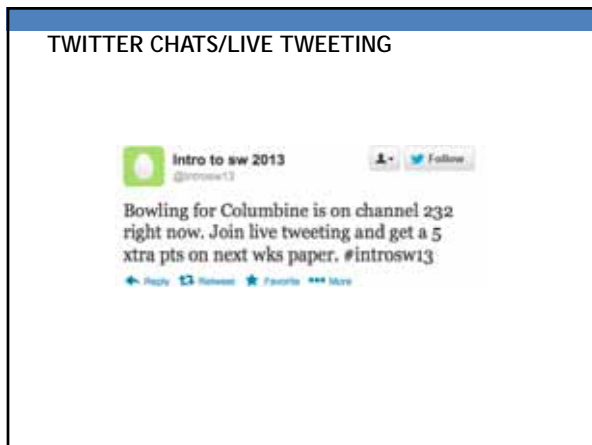 TWITTER CHATS/LIVE TWEETING
Intro to sw 2013
@introsw13
Follow
Bowling for Columbine is on channel 232
right now. Join live tweeting and get a 5
xtra pts on next wks paper. #introsw13
Reply Retweet Favorite More